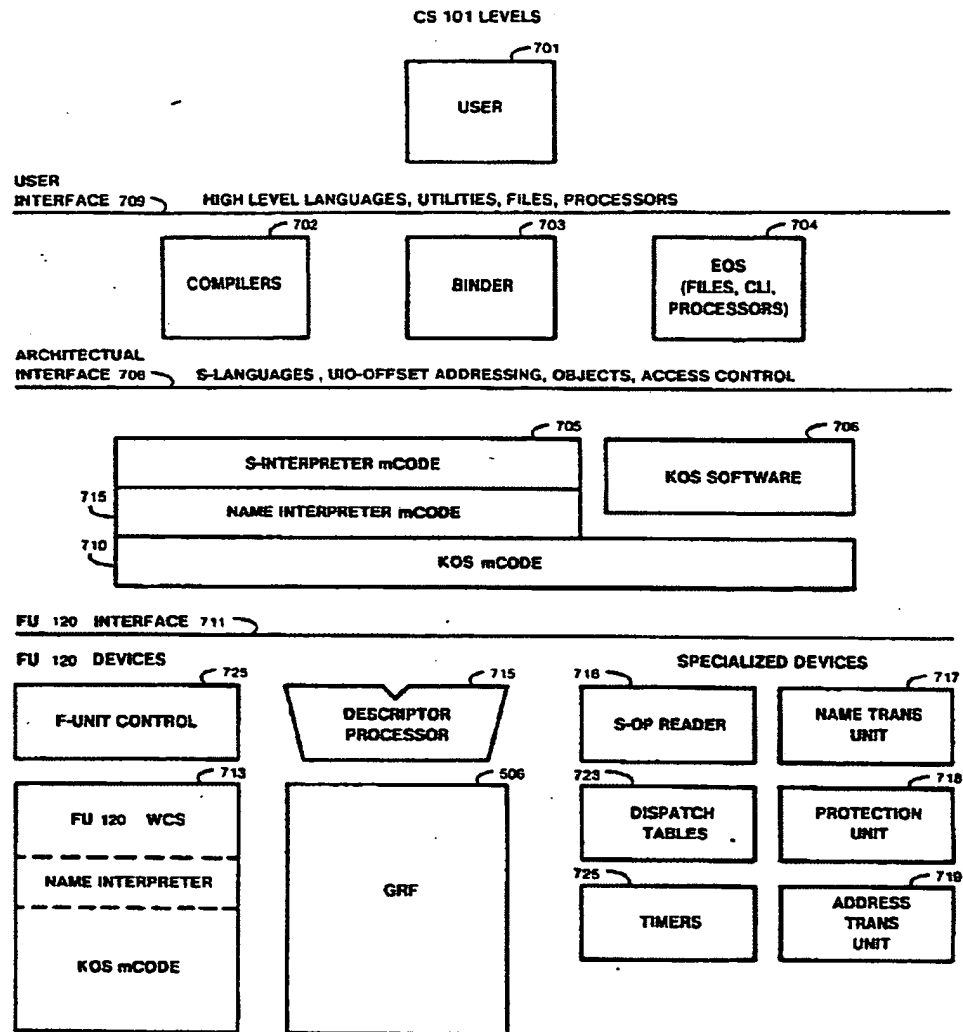 CS 101 LEVELS
701
USER
USER
INTERFACE 709
HIGH LEVEL LANGUAGES, UTILITIES, FILES, PROCESSORS
702
703
704
COMPILERS
BINDER
EOS
(FILES, CLI,
PROCESSORS)
ARCHITECTUAL
INTERFACE 708
S-LANGUAGES , UIO-OFFSET ADDRESSING, OBJECTS, ACCESS CONTROL
705
706
S-INTERPRETER mCODE
KOS SOFTWARE
715
NAME INTERPRETER mCODE
710
KOS mCODE
FU 120 INTERFACE 711
FU 120 DEVICES
SPECIALIZED DEVICES
725
715
716
717
F-UNIT CONTROL
DESCRIPTOR
PROCESSOR
S-OP READER
NAME TRANS
UNIT
713
506
723
718
FU 120 WCS
DISPATCH
TABLES
PROTECTION
UNIT
NAME INTERPRETER
GRF
725
719
TIMERS
ADDRESS
TRANS
UNIT
KOS mCODE